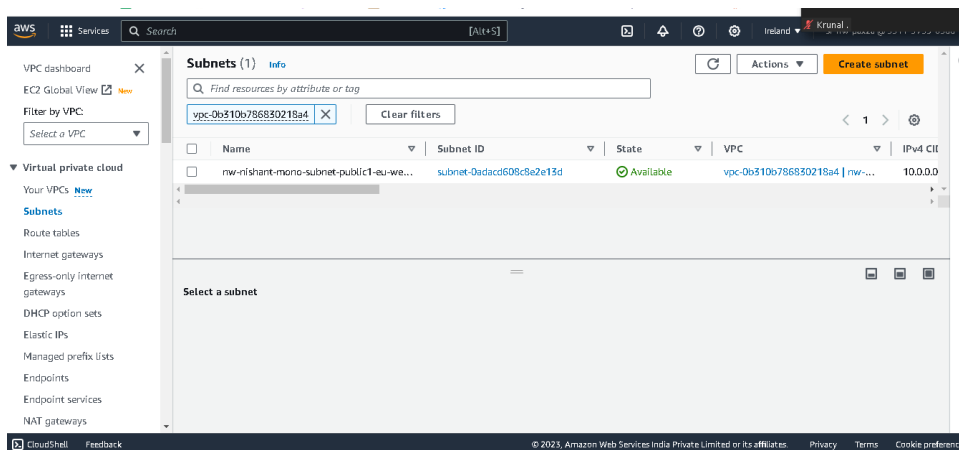 Krunal .
aws Services Search [Alt+S] Ireland ▼
VPC dashboard
EC2 Global View New
Filter by VPC:
Select a VPC
Virtual private cloud
Your VPCs New
Subnets
Route tables
Internet gateways
Egress-only internet
gateways
DHCP option sets
Elastic IPs
Managed prefix lists
Endpoints
Endpoint services
NAT gateways
Subnets (1) Info
Actions ▼ Create subnet
Find resources by attribute or tag
vpc-0b310b786830218a4 Clear filters
1
Name Subnet ID State VPC IPv4 CII
nw-nishant-mono-subnet-public1-eu-we... subnet-0adacd608c8e2e13d Available vpc-0b310b786830218a4 | nw-... 10.0.0.0
Select a subnet
CloudShell Feedback © 2023, Amazon Web Services India Private Limited or its affiliates. Privacy Terms Cookie preferenc